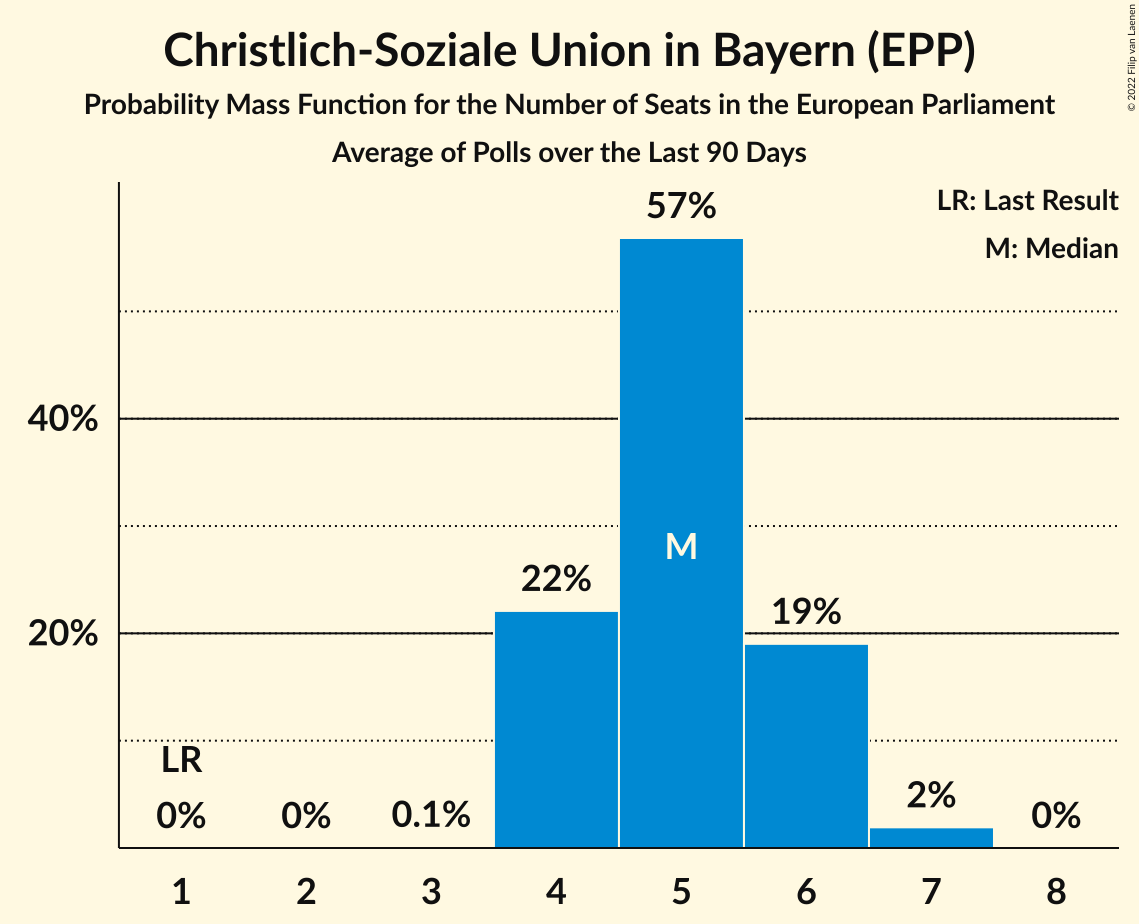 Christlich-Soziale Union in Bayern (EPP)
Probability Mass Function for the Number of Seats in the European Parliament
Average of Polls over the Last 90 Days
© 2022 Filip van Laenen
LR: Last Result
M: Median
57%
40%
M
22%
19%
20%
LR
0%
0%
0.1%
2%
0%
1 2 3 4 5 6 7 8